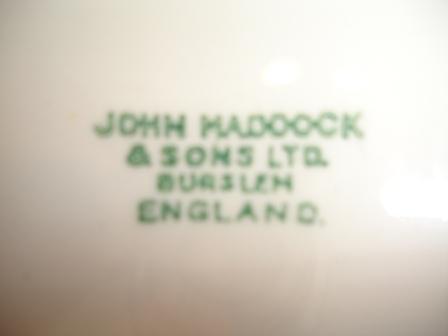 JOHN MADDOCK
& SONS LTD.
BURSLEM
ENGLAND.